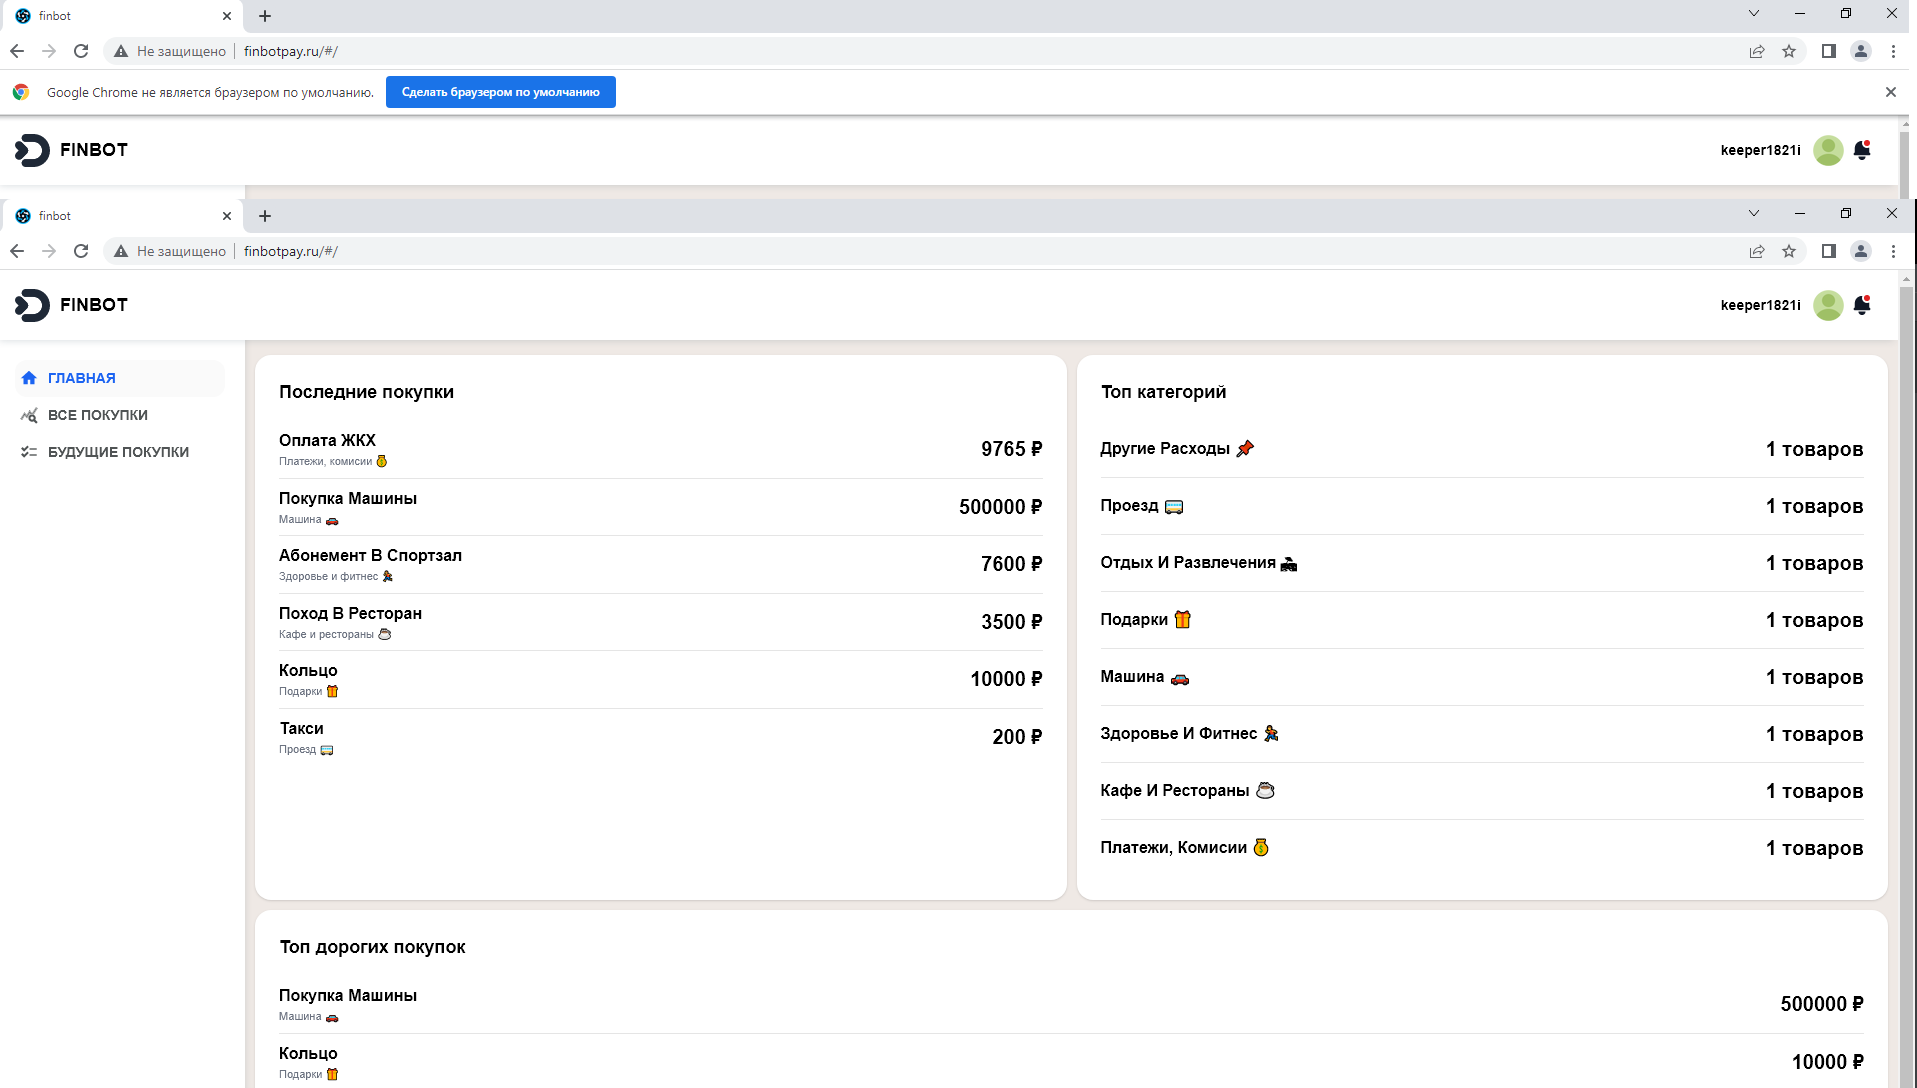 finbot
Не защищено finbotpay.ru/#/
Google Chrome не является браузером по умолчанию. Сделать браузером по умолчанию
FINBOT
keeper1821i
finbot
Не защищено finbotpay.ru/#/
FINBOT
keeper1821i
ГЛАВНАЯ
ВСЕ ПОКУПКИ
БУДУЩИЕ ПОКУПКИ
Последние покупки
Оплата ЖКХ
Платежи, комисии 💰
9765 ₽
Покупка Машины
Машина 🚗
500000 ₽
Абонемент В Спортзал
Здоровье и фитнес 🏃
7600 ₽
Поход В Ресторан
Кафе и рестораны ☕
3500 ₽
Кольцо
Подарки 🎁
10000 ₽
Такси
Проезд 🚌
200 ₽
Топ категорий
Другие Расходы 📌 1 товаров
Проезд 🚌 1 товаров
Отдых И Развлечения 1 товаров
Подарки 🎁 1 товаров
Машина 🚗 1 товаров
Здоровье И Фитнес 🏃 1 товаров
Кафе И Рестораны ☕ 1 товаров
Платежи, Комисии 💰 1 товаров
Топ дорогих покупок
Покупка Машины
Машина 🚗
500000 ₽
Кольцо
Подарки 🎁
10000 ₽